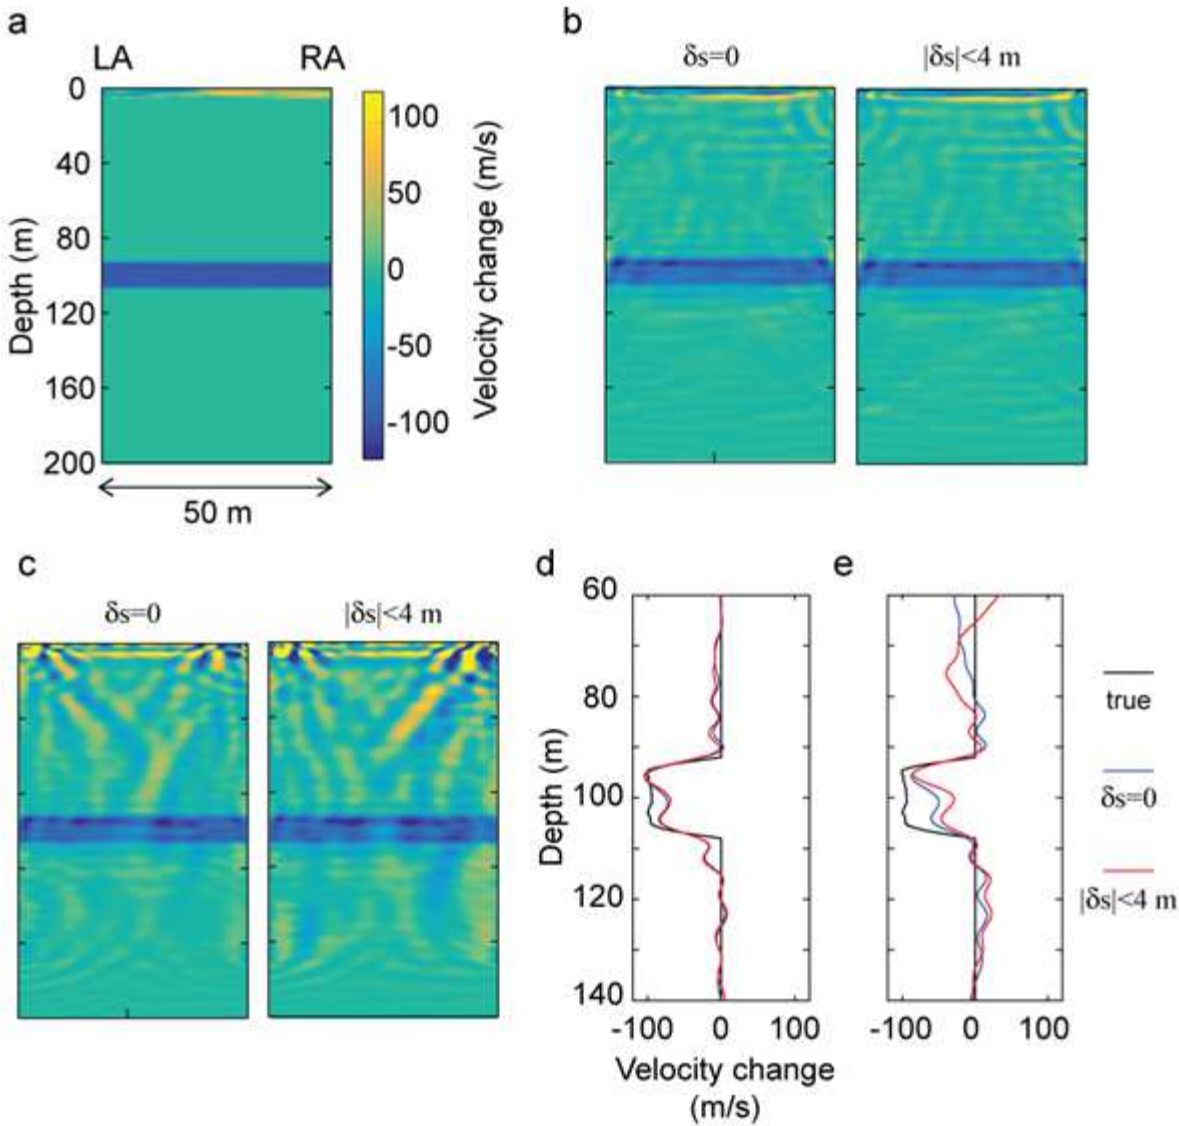 a
LA RA
0
40
80
120
160
200
Depth (m)
50 m
100
50
0
-50
-100
Velocity change (m/s)
b
δs=0 |δs|<4 m
c
δs=0 |δs|<4 m
d
60
80
100
120
140
Depth (m)
-100 0 100
e
-100 0 100
Velocity change
(m/s)
true
δs=0
|δs|<4 m